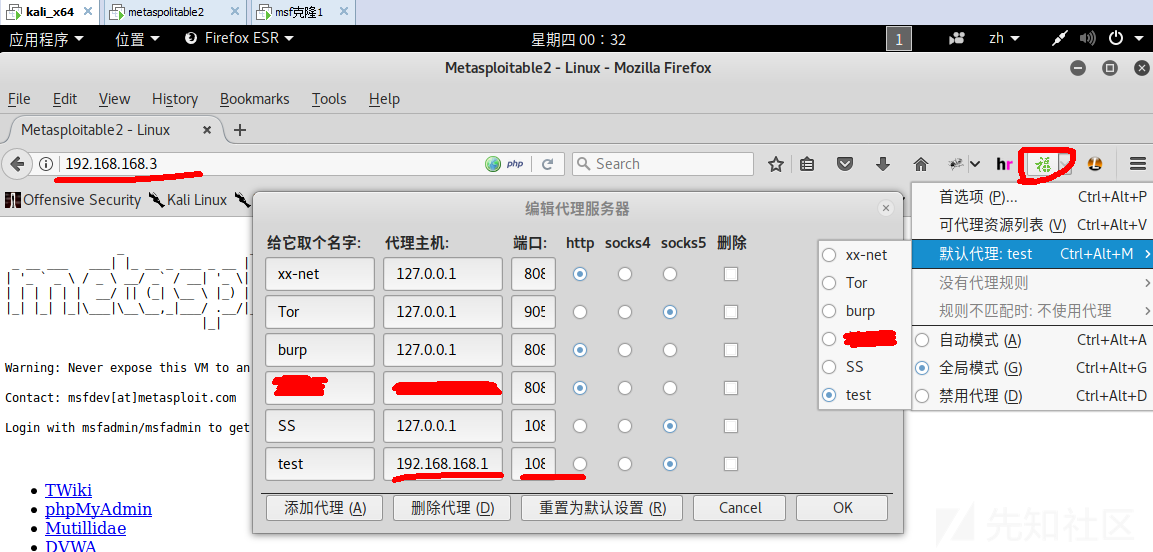 kali_x64 metaspolitable2 msf克隆1
应用程序 位置 Firefox ESR 星期四 00：32 1 zh
Metasploitable2 - Linux - Mozilla Firefox
File Edit View History Bookmarks Tools Help
Metasploitable2 - Linux
192.168.168.3 php Search hr 福
Offensive Security Kali Linux
编辑代理服务器
给它取个名字: 代理主机: 端口: http socks4 socks5 删除
xx-net 127.0.0.1 808
Tor 127.0.0.1 905
burp 127.0.0.1 808
808
SS 127.0.0.1 108
test 192.168.168.1 108
添加代理 (A) 删除代理 (D) 重置为默认设置 (R) Cancel OK
首选项 (P)... Ctrl+Alt+P
可代理资源列表 (V) Ctrl+Alt+V
默认代理: test Ctrl+Alt+M
没有代理规则
规则不匹配时: 不使用代理
自动模式 (A) Ctrl+Alt+A
全局模式 (G) Ctrl+Alt+G
禁用代理 (D) Ctrl+Alt+D
xx-net
Tor
burp
SS
test
Warning: Never expose this VM to an
Contact: msfdev[at]metasploit.com
Login with msfadmin/msfadmin to get
TWiki
phpMyAdmin
Mutillidae
DVWA
先知社区